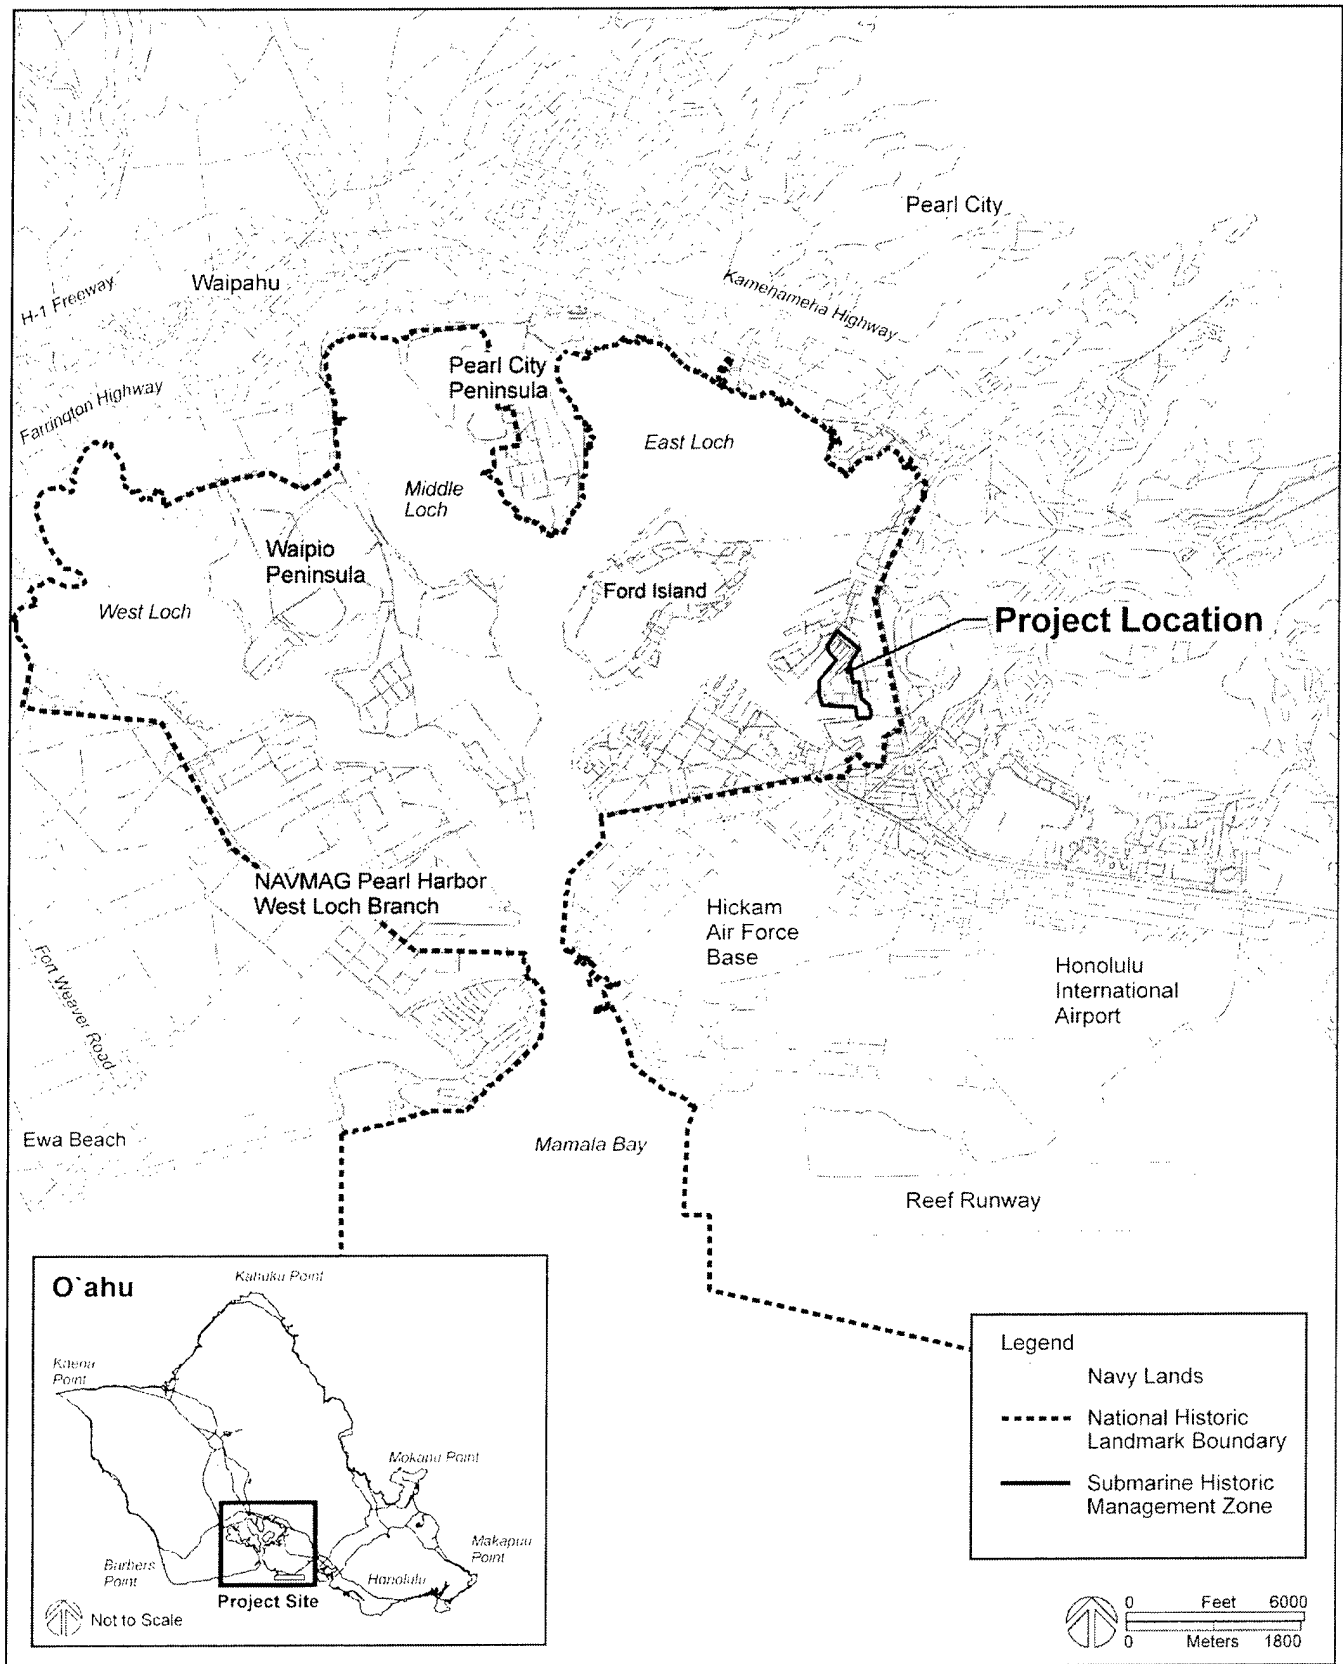 Pearl City
Kamehameha Highway
Waipahu
H-1 Freeway
Pearl City
Peninsula
Farrington Highway
East Loch
Middle
Loch
Waipio
Peninsula
Ford Island
West Loch
Project Location
NAVMAG Pearl Harbor
West Loch Branch
Hickam
Air Force
Base
Honolulu
International
Airport
Fort Weaver Road
Ewa Beach
Mamala Bay
Reef Runway
O`ahu
Kahuku Point
Kaena
Point
Mokapu Point
Makapuu
Point
Barbers
Point
Honolulu
Project Site
Not to Scale
Legend
Navy Lands
National Historic
Landmark Boundary
Submarine Historic
Management Zone
0 Feet 6000
0 Meters 1800